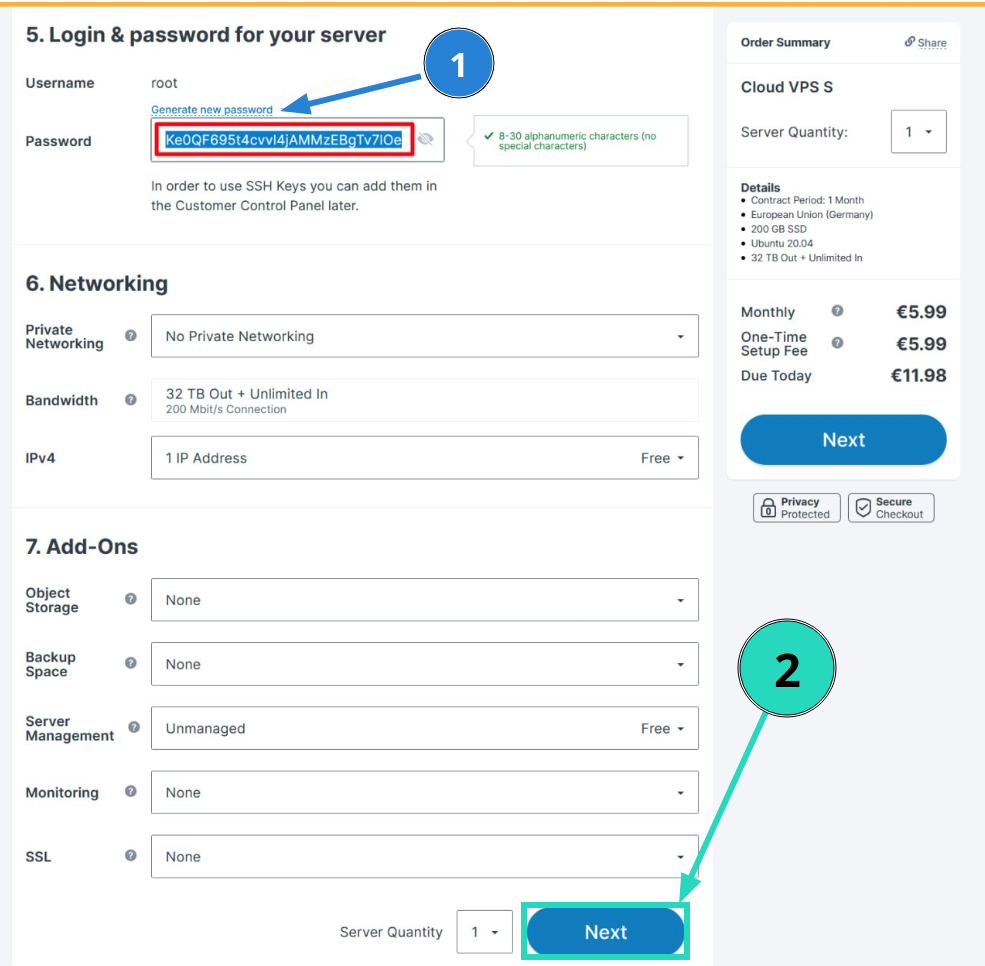 5. Login & password for your server
1
Username
root
Generate new password
Password
Ke0QF695t4cvvl4jAMMzEBgTv7lOe
8-30 alphanumeric characters (no
special characters)
In order to use SSH Keys you can add them in
the Customer Control Panel later.
6. Networking
Private
Networking
No Private Networking
Bandwidth
32 TB Out + Unlimited In
200 Mbit/s Connection
IPv4
1 IP Address
Free
7. Add-Ons
Object
Storage
None
Backup
Space
None
Server
Management
Unmanaged
Free
Monitoring
None
SSL
None
Server Quantity
1
Next
Order Summary
Share
Cloud VPS S
Server Quantity:
1
Details
Contract Period: 1 Month
European Union (Germany)
200 GB SSD
Ubuntu 20.04
32 TB Out + Unlimited In
Monthly
€5.99
One-Time
Setup Fee
€5.99
Due Today
€11.98
Next
Privacy
Protected
Secure
Checkout
2